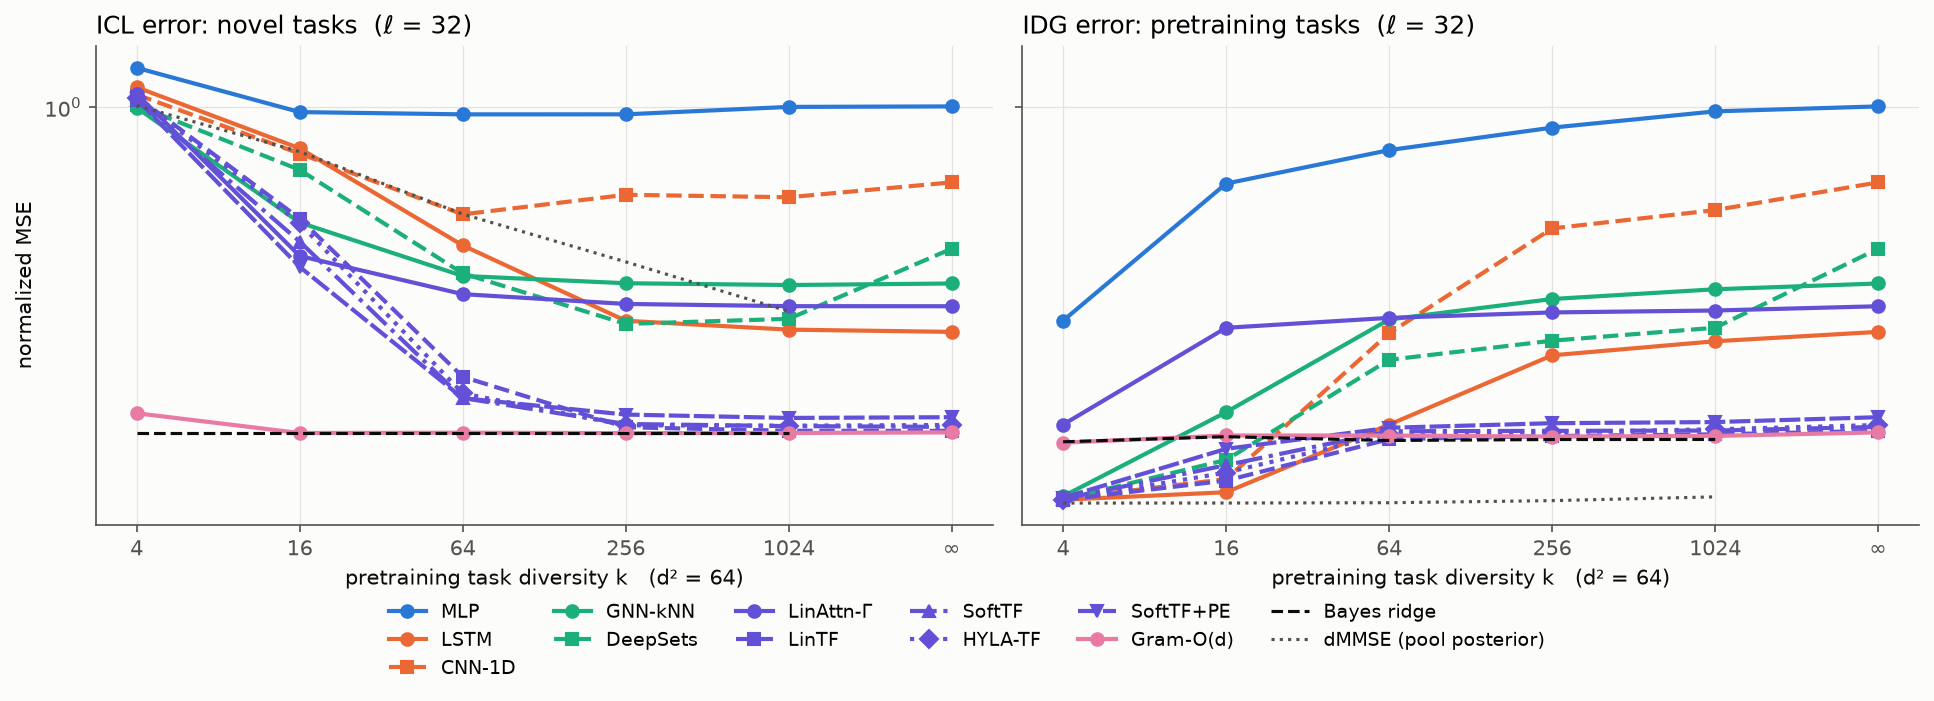 ICL error: novel tasks (ℓ = 32)
IDG error: pretraining tasks (ℓ = 32)
10⁰
normalized MSE
4 16 64 256 1024 ∞
4 16 64 256 1024 ∞
pretraining task diversity k (d² = 64)
pretraining task diversity k (d² = 64)
MLP GNN-kNN LinAttn-Γ SoftTF SoftTF+PE Bayes ridge
LSTM DeepSets LinTF HYLA-TF Gram-O(d) dMMSE (pool posterior)
CNN-1D